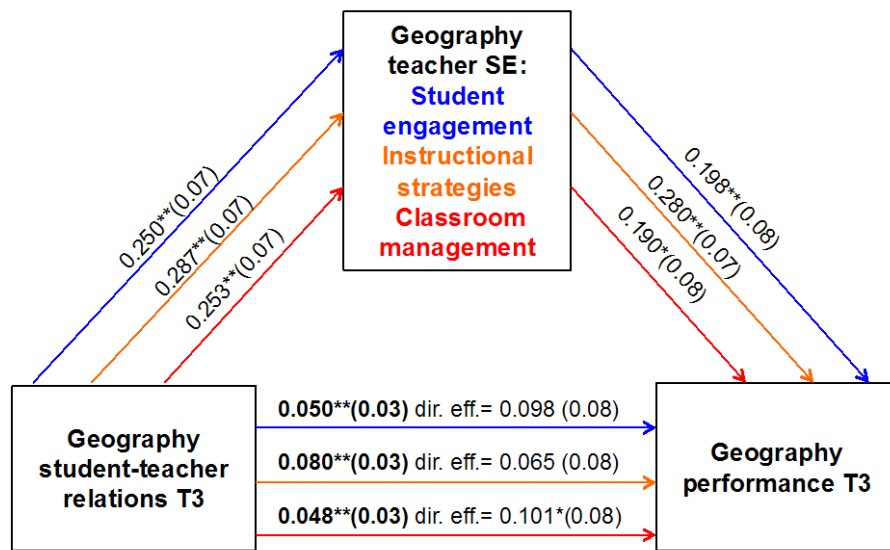 Geography
teacher SE:
Student
engagement
Instructional
strategies
Classroom
management
0.250**(0.07)
0.287**(0.07)
0.253**(0.07)
0.198**(0.08)
0.280**(0.07)
0.190*(0.08)
Geography
student-teacher
relations T3
0.050**(0.03) dir. eff.= 0.098 (0.08)
0.080**(0.03) dir. eff.= 0.065 (0.08)
0.048**(0.03) dir. eff.= 0.101*(0.08)
Geography
performance T3